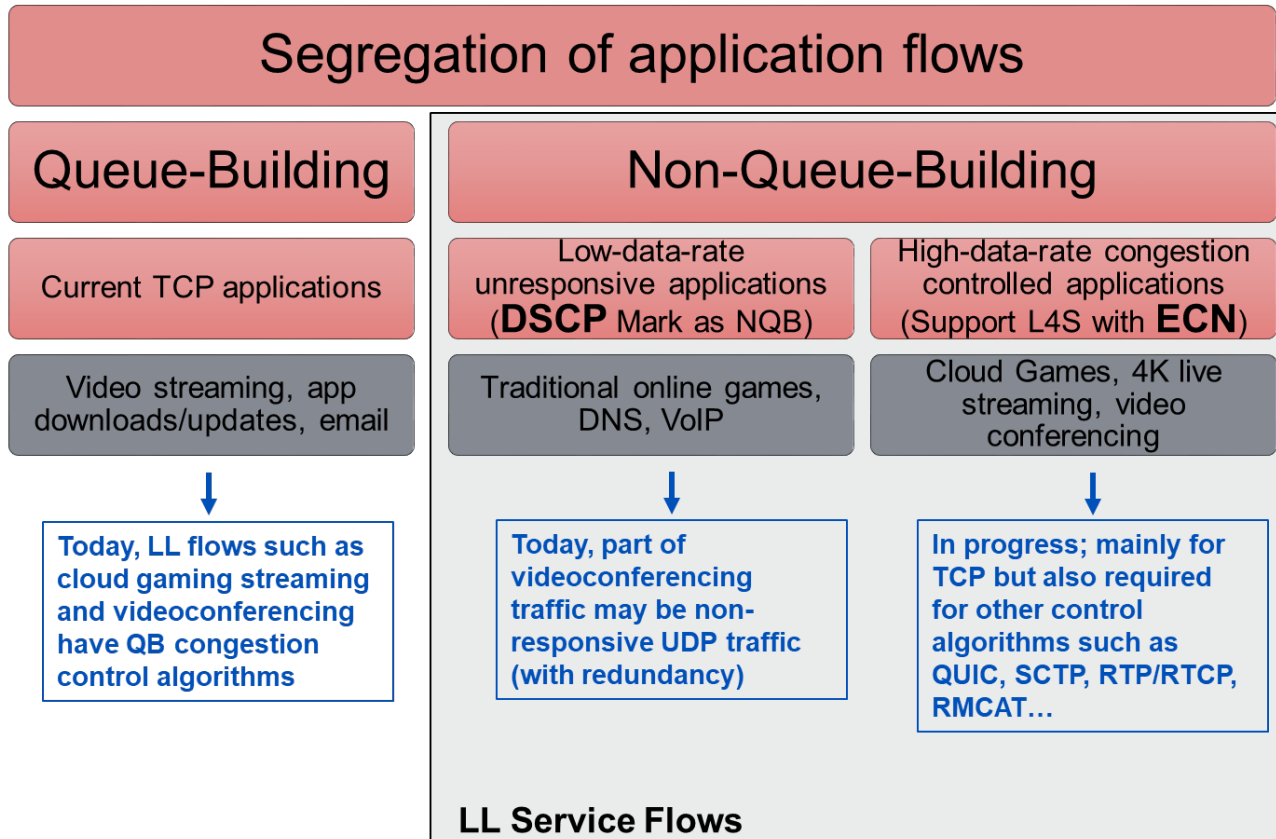 Segregation of application flows
Queue-Building
Non-Queue-Building
Current TCP applications
Low-data-rate
unresponsive applications
(DSCP Mark as NQB)
High-data-rate congestion
controlled applications
(Support L4S with ECN)
Video streaming, app
downloads/updates, email
Traditional online games,
DNS, VoIP
Cloud Games, 4K live
streaming, video
conferencing
Today, LL flows such as
cloud gaming streaming
and videoconferencing
have QB congestion
control algorithms
Today, part of
videoconferencing
traffic may be non-
responsive UDP traffic
(with redundancy)
In progress; mainly for
TCP but also required
for other control
algorithms such as
QUIC, SCTP, RTP/RTCP,
RMCAT…
LL Service Flows